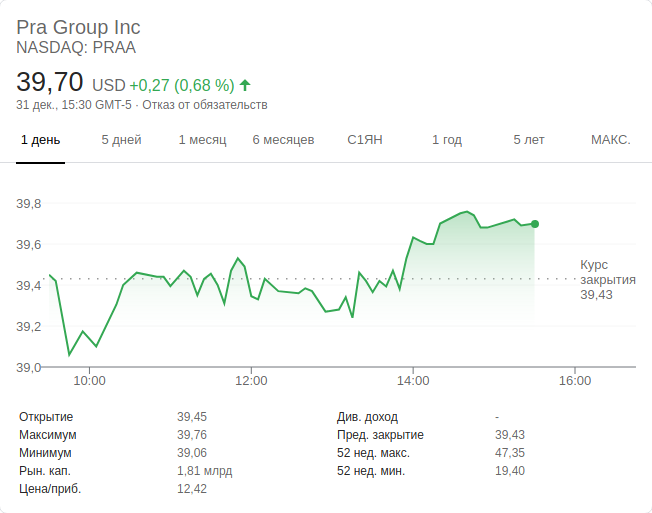 Pra Group Inc
NASDAQ: PRAA
39,70 USD +0,27 (0,68 %)
31 дек., 15:30 GMT-5 · Отказ от обязательств
1 день 5 дней 1 месяц 6 месяцев С1ЯН 1 год 5 лет МАКС.
39,8
39,6
39,4
39,2
39,0
Курс
закрытия
39,43
10:00 12:00 14:00 16:00
Открытие 39,45
Максимум 39,76
Минимум 39,06
Рын. кап. 1,81 млрд
Цена/приб. 12,42
Див. доход -
Пред. закрытие 39,43
52 нед. макс. 47,35
52 нед. мин. 19,40